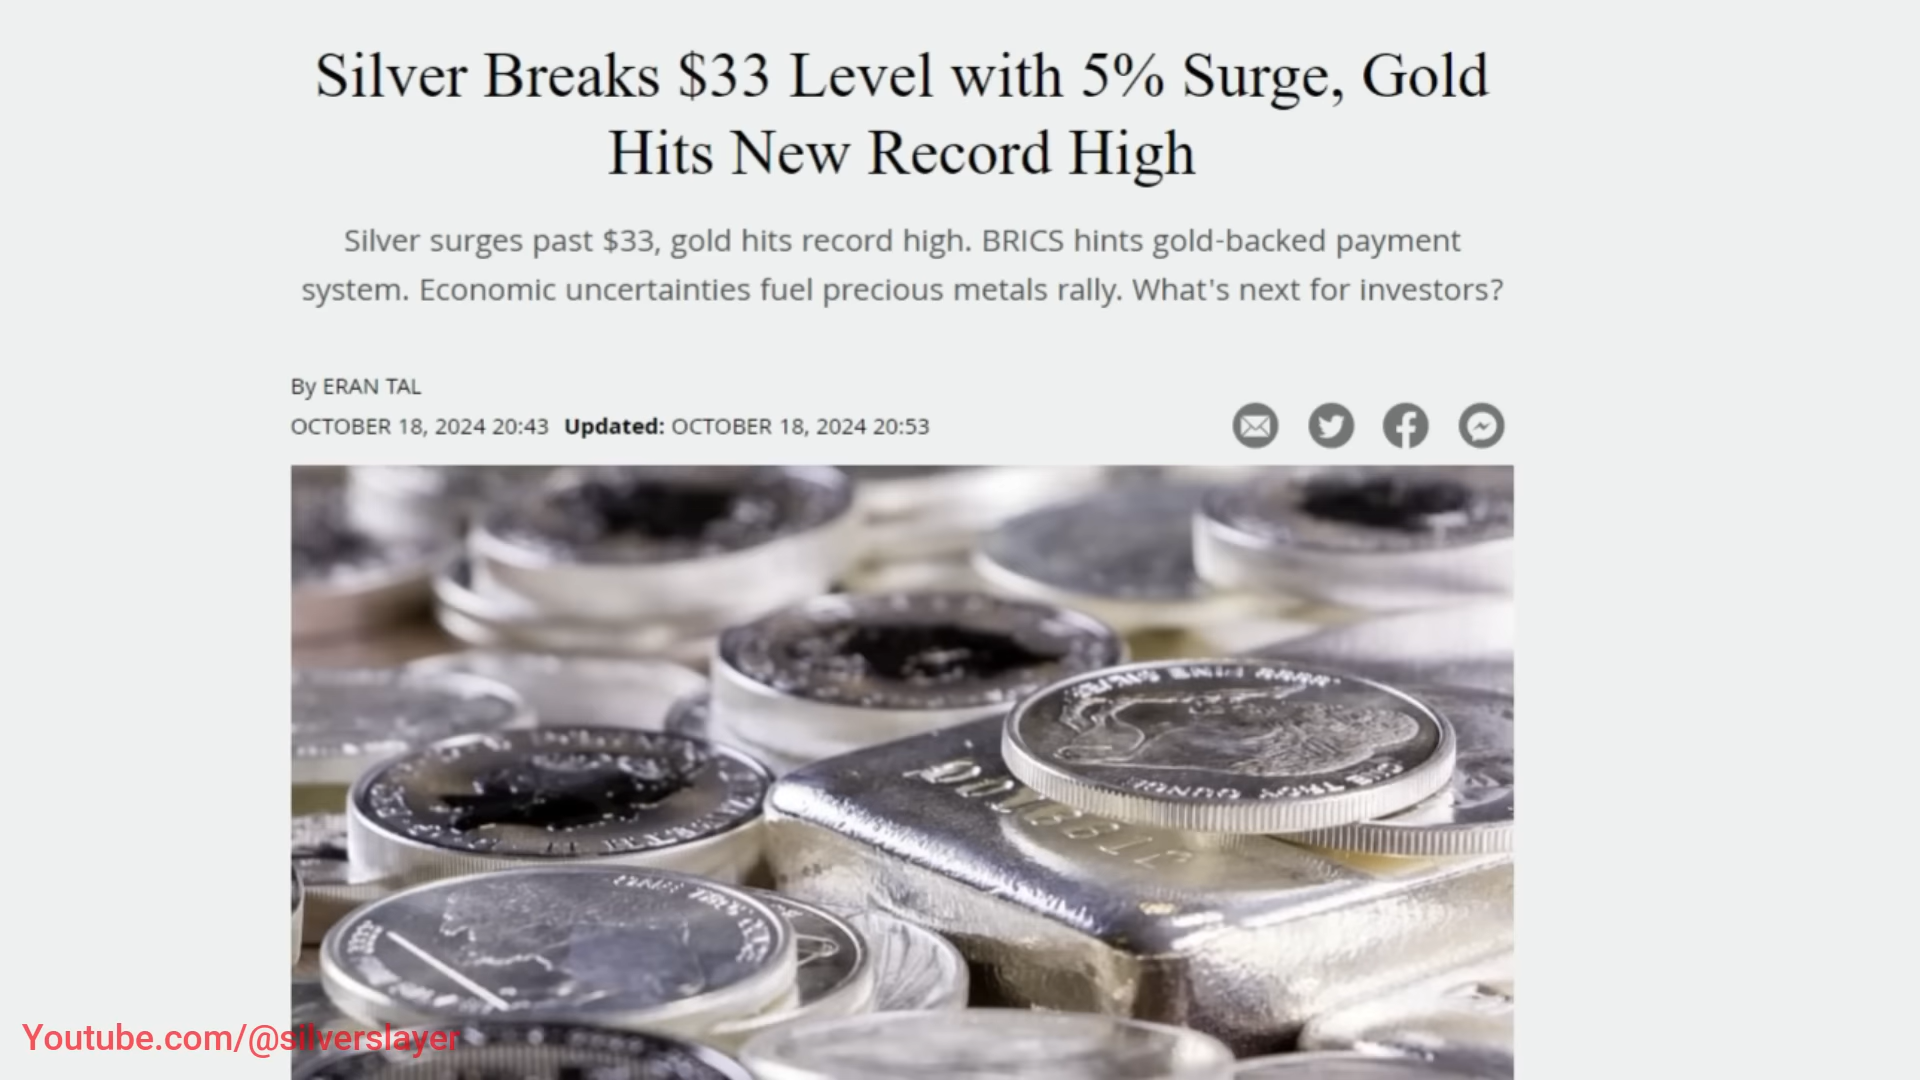 Silver Breaks $33 Level with 5% Surge, Gold
Hits New Record High
Silver surges past $33, gold hits record high. BRICS hints gold-backed payment
system. Economic uncertainties fuel precious metals rally. What's next for investors?
By ERAN TAL
OCTOBER 18, 2024 20:43 Updated: OCTOBER 18, 2024 20:53
Youtube.com/@silverslayer